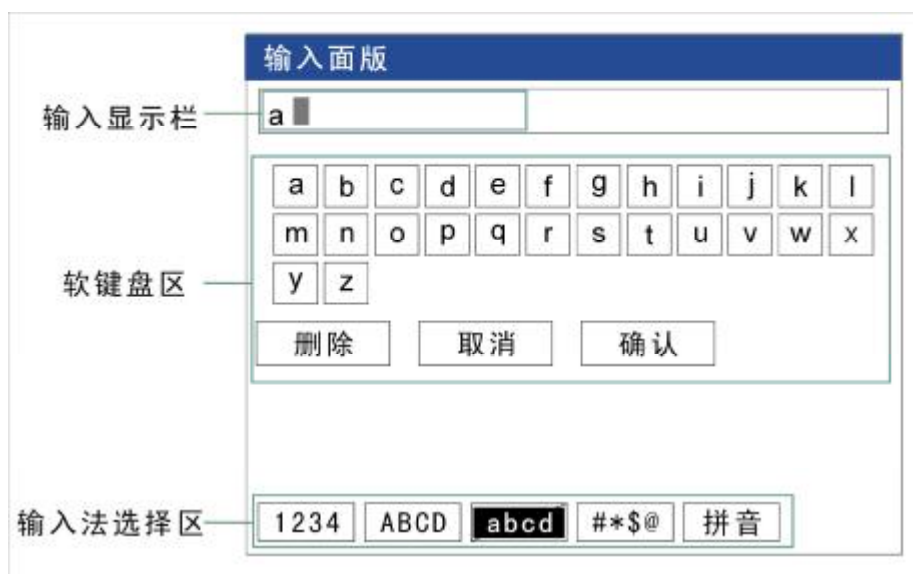 输入面版
输入显示栏
a
a b c d e f g h i j k l
m n o p q r s t u v w x
软键盘区
y z
删除 取消 确认
输入法选择区
1234 ABCD abcd #*$@ 拼音